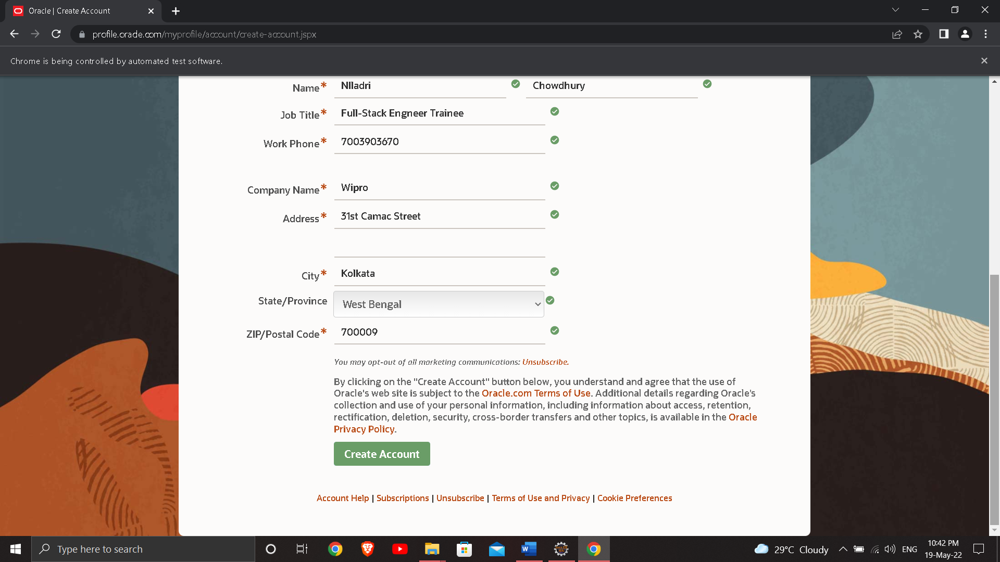 Oracle | Create Account
profile.oracle.com/myprofile/account/create-account.jspx
Chrome is being controlled by automated test software.
Name* NIladri Chowdhury
Job Title* Full-Stack Engneer Trainee
Work Phone* 7003903670
Company Name* Wipro
Address* 31st Camac Street
City* Kolkata
State/Province West Bengal
ZIP/Postal Code* 700009
You may opt-out of all marketing communications: Unsubscribe.
By clicking on the "Create Account" button below, you understand and agree that the use of
Oracle's web site is subject to the Oracle.com Terms of Use. Additional details regarding Oracle's
collection and use of your personal information, including information about access, retention,
rectification, deletion, security, cross-border transfers and other topics, is available in the Oracle
Privacy Policy.
Create Account
Account Help | Subscriptions | Unsubscribe | Terms of Use and Privacy | Cookie Preferences
Type here to search
29°C Cloudy
ENG
10:42 PM
19-May-22